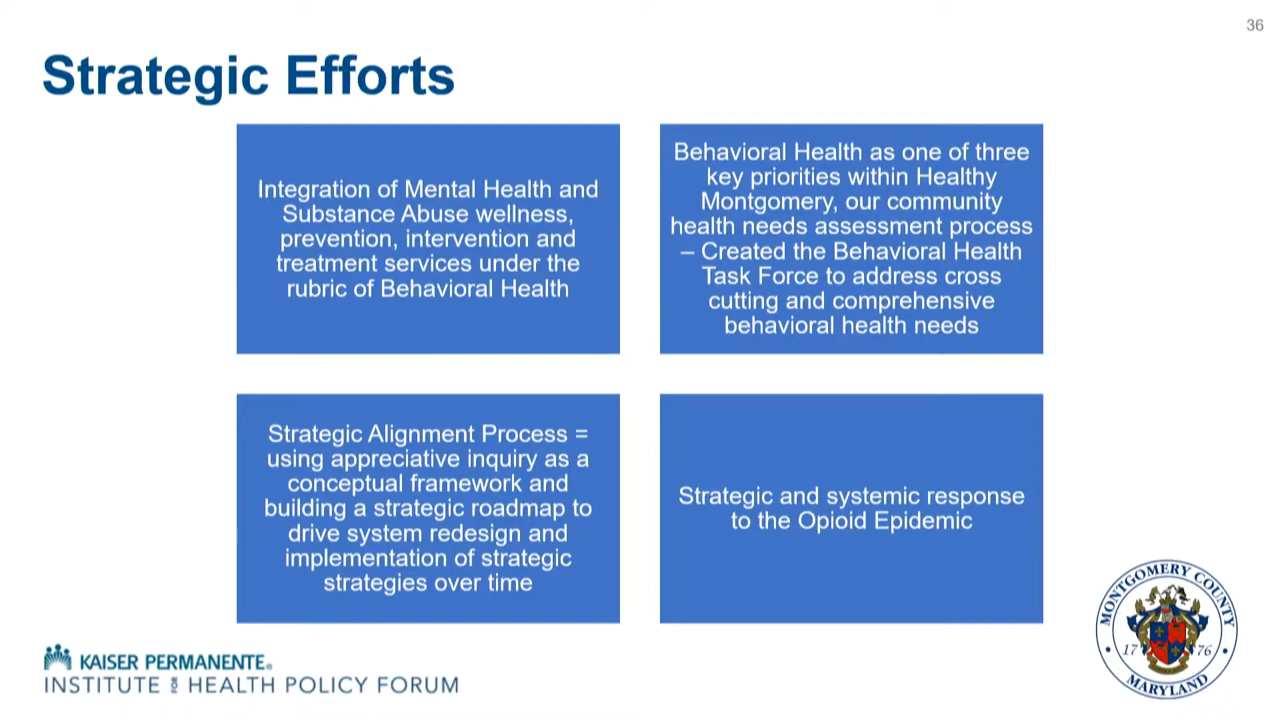 36
Strategic Efforts
Integration of Mental Health and
Substance Abuse wellness,
prevention, intervention and
treatment services under the
rubric of Behavioral Health
Behavioral Health as one of three
key priorities within Healthy
Montgomery, our community
health needs assessment process
– Created the Behavioral Health
Task Force to address cross
cutting and comprehensive
behavioral health needs
Strategic Alignment Process =
using appreciative inquiry as a
conceptual framework and
building a strategic roadmap to
drive system redesign and
implementation of strategic
strategies over time
Strategic and systemic response
to the Opioid Epidemic
KAISER PERMANENTE®
INSTITUTE FOR HEALTH POLICY FORUM
MONTGOMERY COUNTY
17 76
MARYLAND